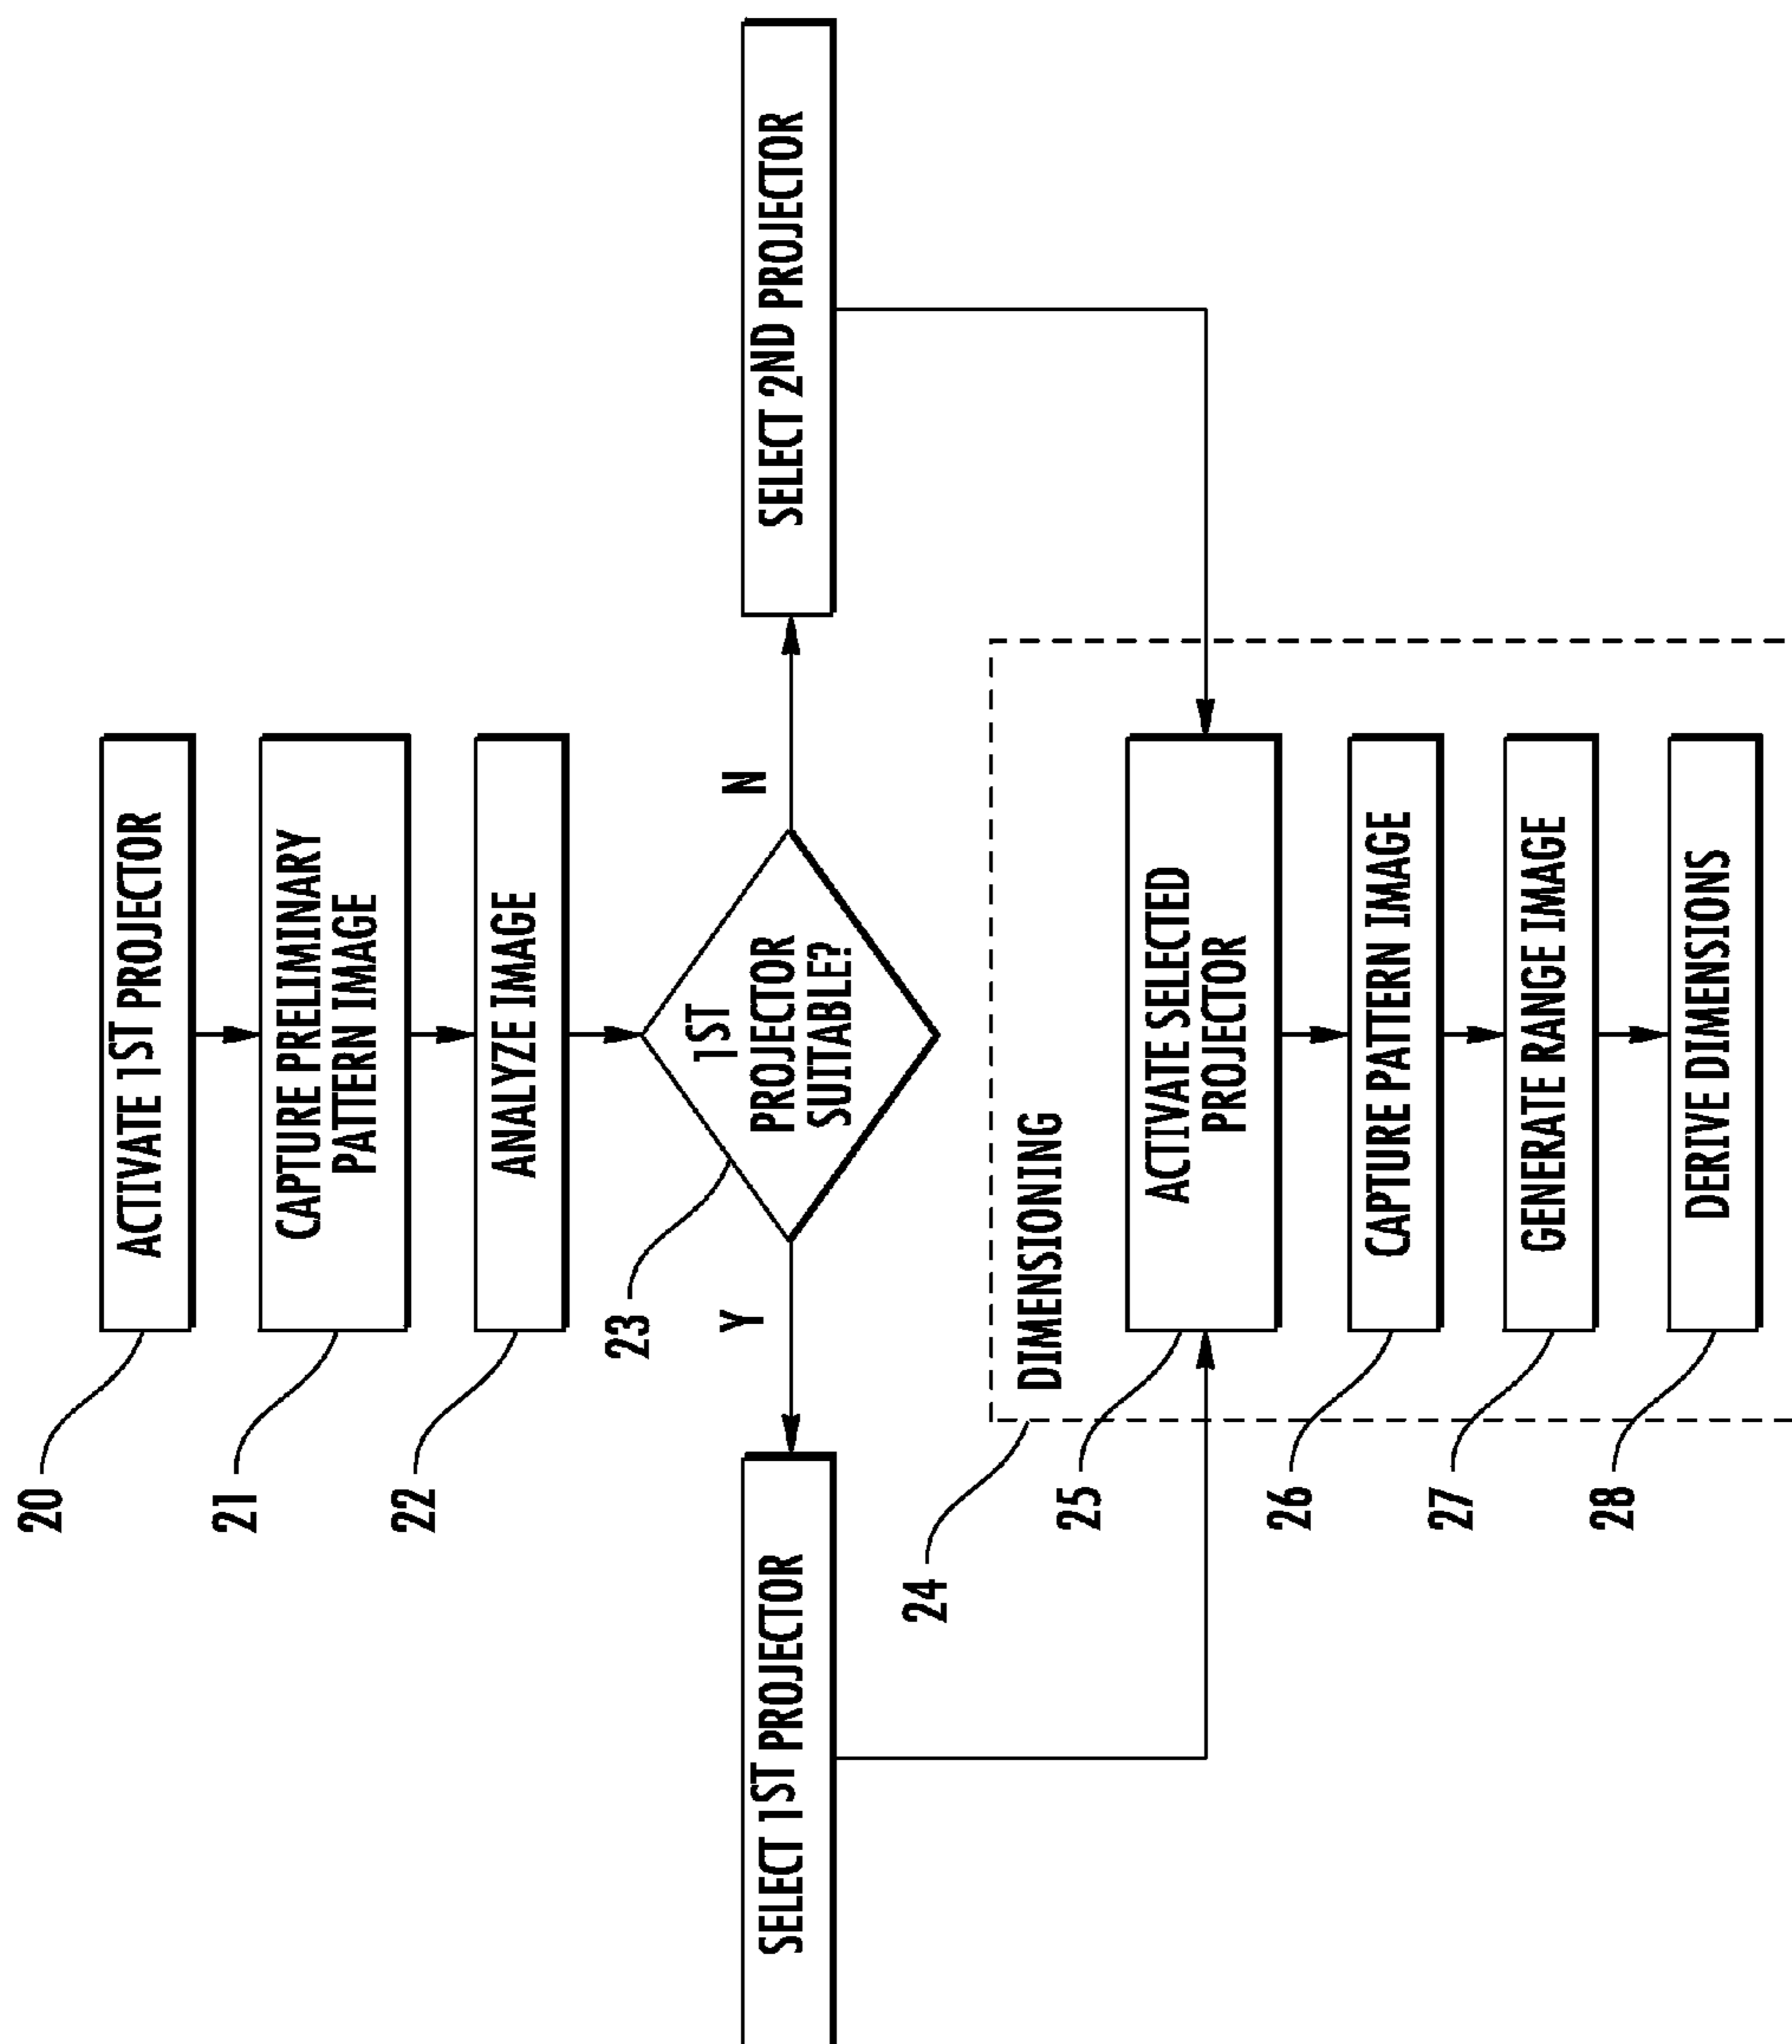 20
ACTIVATE 1ST PROJECTOR
21
CAPTURE PRELIMINARY
PATTERN IMAGE
22
ANALYZE IMAGE
23
1ST
PROJECTOR
SUITABLE?
Y
N
SELECT 1ST PROJECTOR
SELECT 2ND PROJECTOR
24
DIMENSIONING
25
ACTIVATE SELECTED
PROJECTOR
26
CAPTURE PATTERN IMAGE
27
GENERATE RANGE IMAGE
28
DERIVE DIMENSIONS